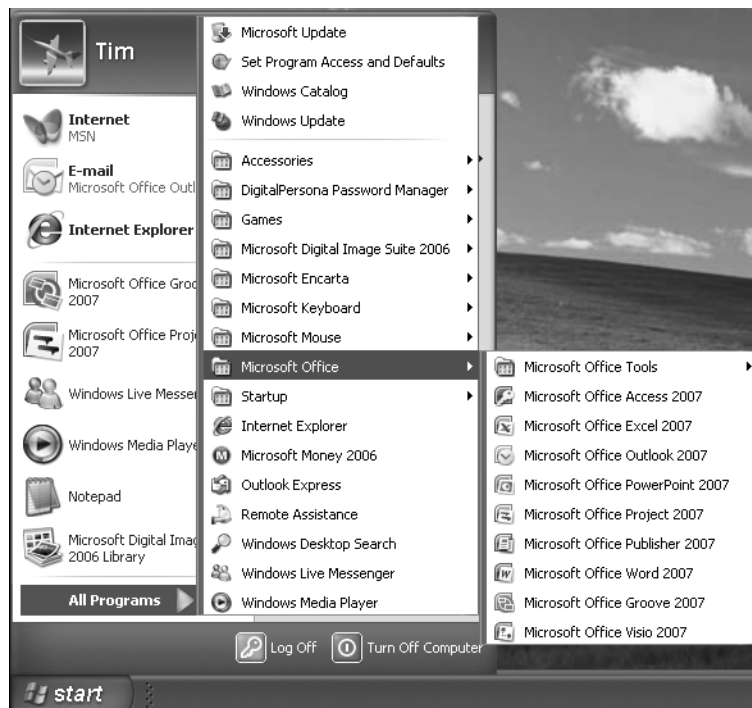 Tim
Internet
MSN
E-mail
Microsoft Office Outl
Internet Explorer
Microsoft Office Groo
2007
Microsoft Office Proj
2007
Windows Live Messen
Windows Media Playe
Notepad
Microsoft Digital Imag
2006 Library
All Programs
Microsoft Update
Set Program Access and Defaults
Windows Catalog
Windows Update
Accessories
DigitalPersona Password Manager
Games
Microsoft Digital Image Suite 2006
Microsoft Encarta
Microsoft Keyboard
Microsoft Mouse
Microsoft Office
Startup
Internet Explorer
Microsoft Money 2006
Outlook Express
Remote Assistance
Windows Desktop Search
Windows Live Messenger
Windows Media Player
Microsoft Office Tools
Microsoft Office Access 2007
Microsoft Office Excel 2007
Microsoft Office Outlook 2007
Microsoft Office PowerPoint 2007
Microsoft Office Project 2007
Microsoft Office Publisher 2007
Microsoft Office Word 2007
Microsoft Office Groove 2007
Microsoft Office Visio 2007
Log Off
Turn Off Computer
start